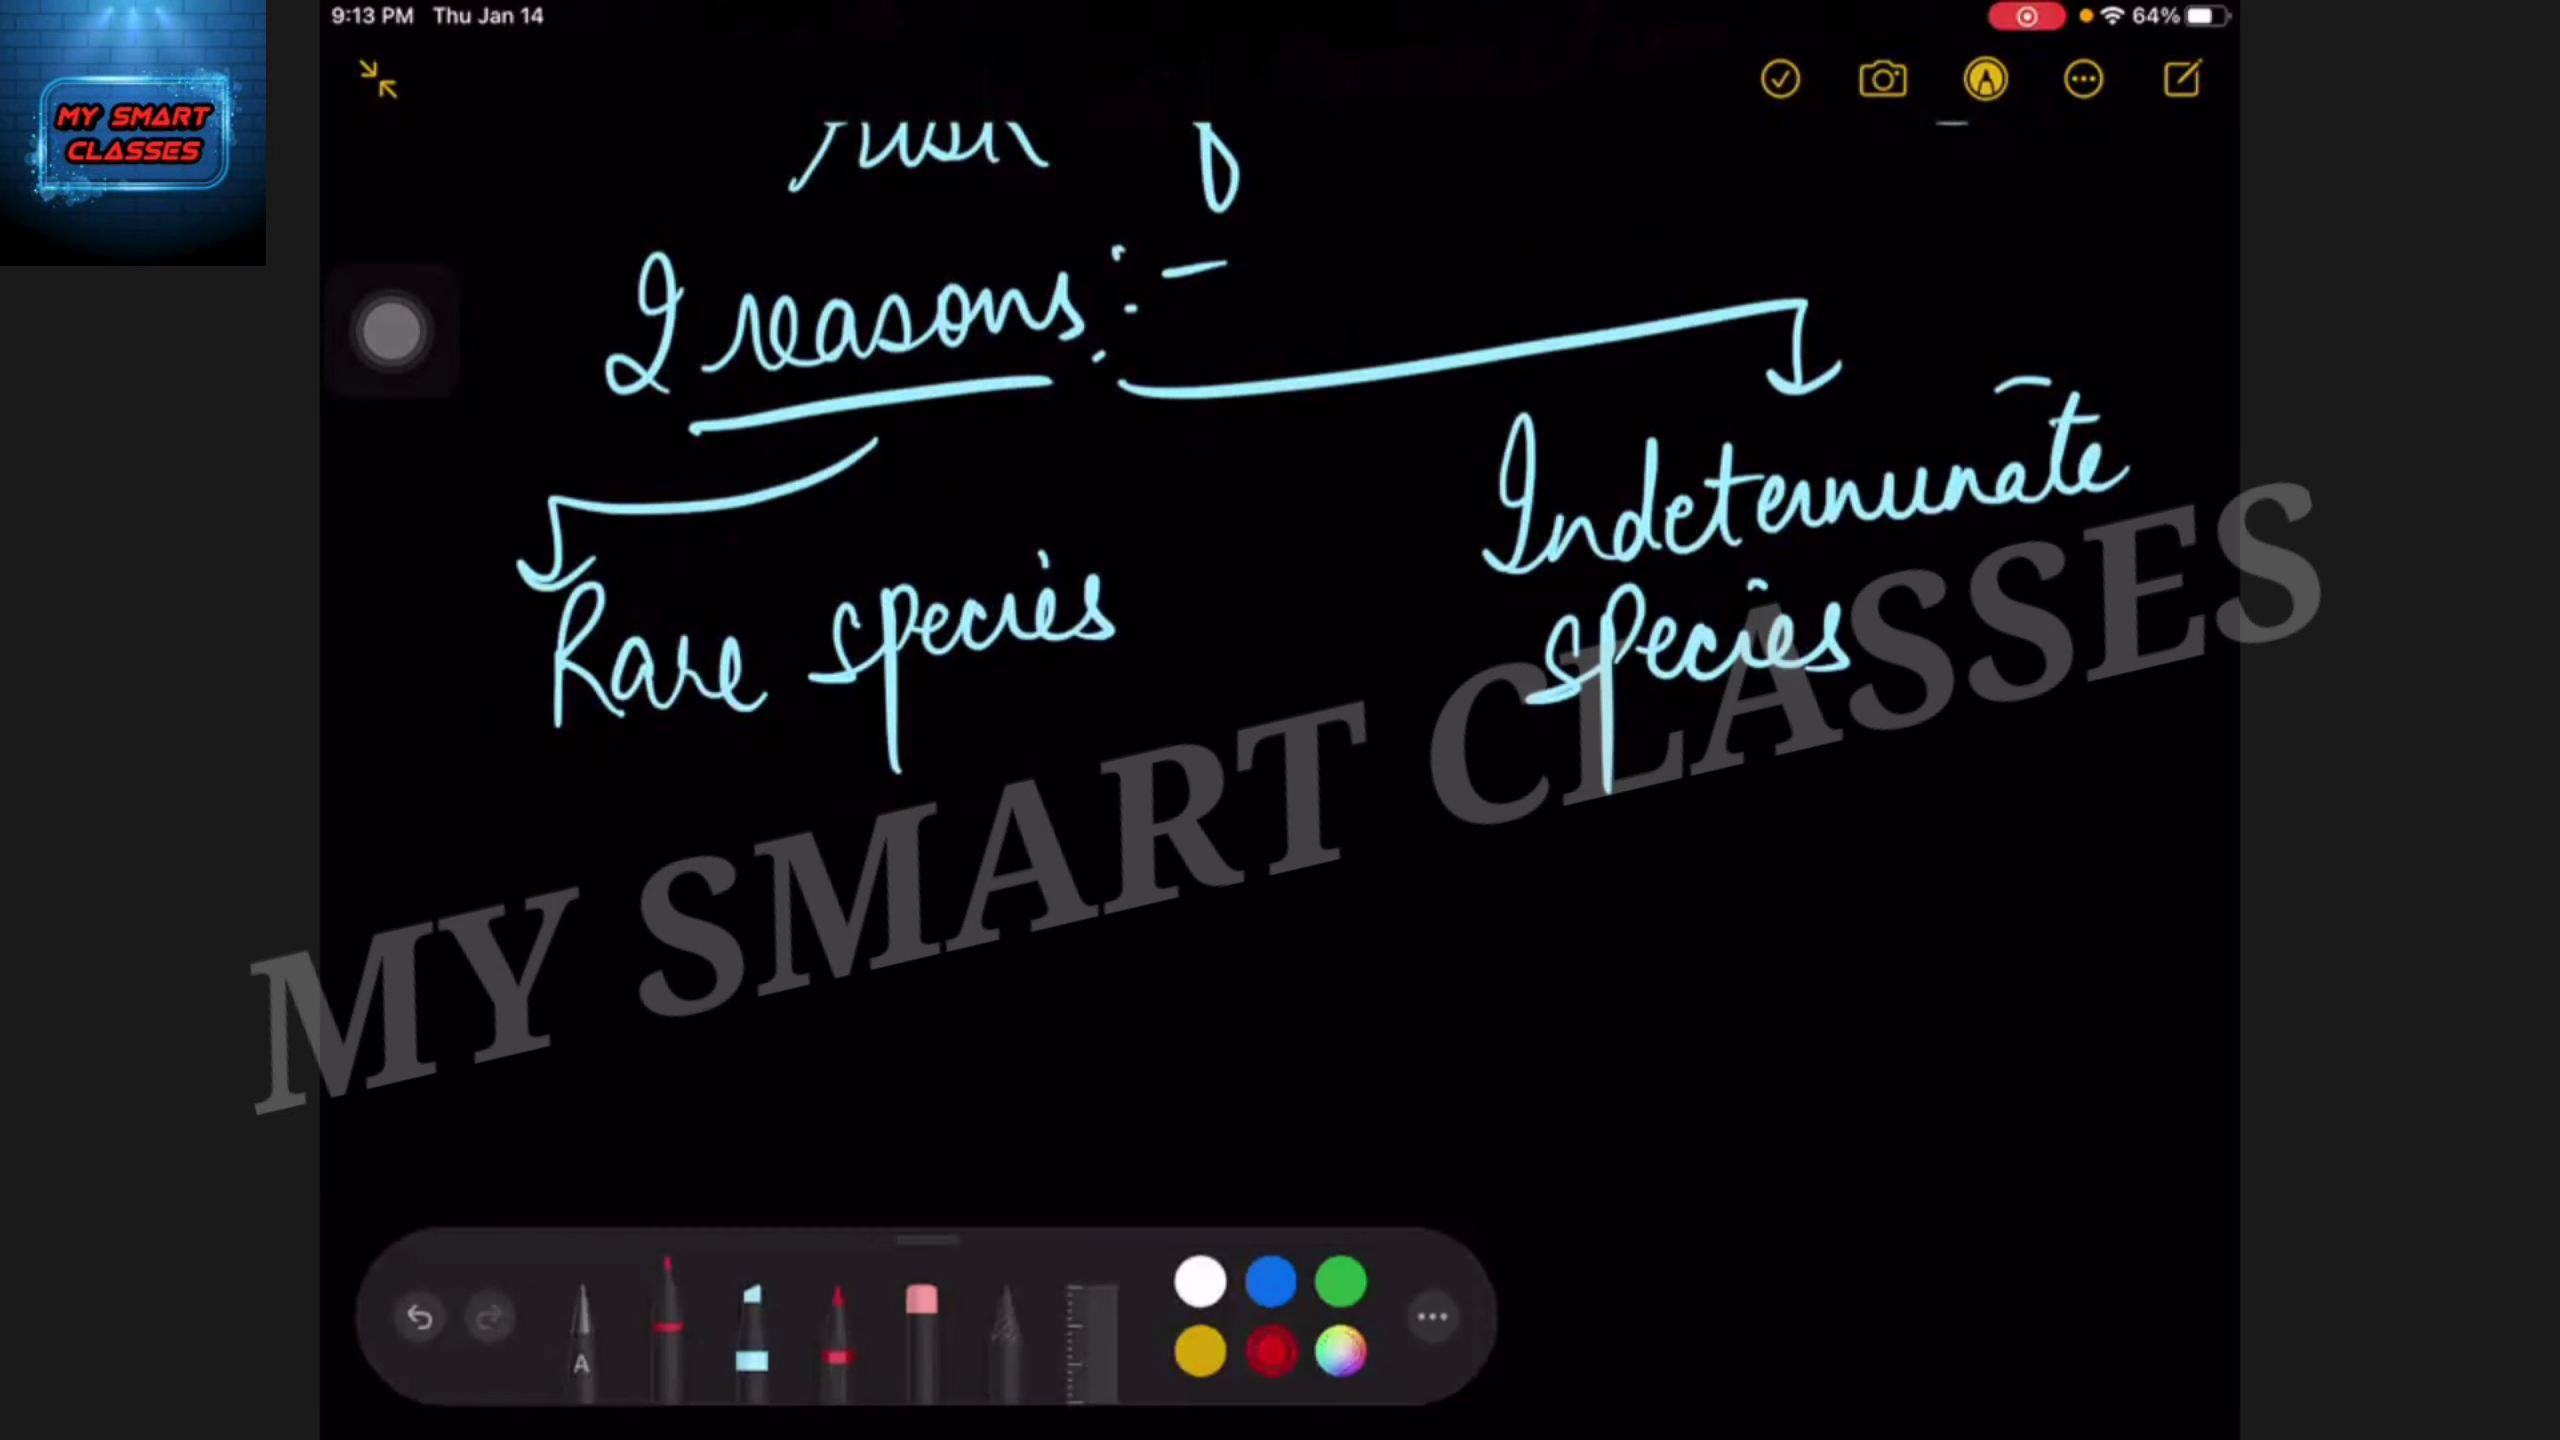 9:13 PM Thu Jan 14
64%
MY SMART
CLASSES
2 reasons :-
Indeterminate
species
Rare species
MY SMART CLASSES
A